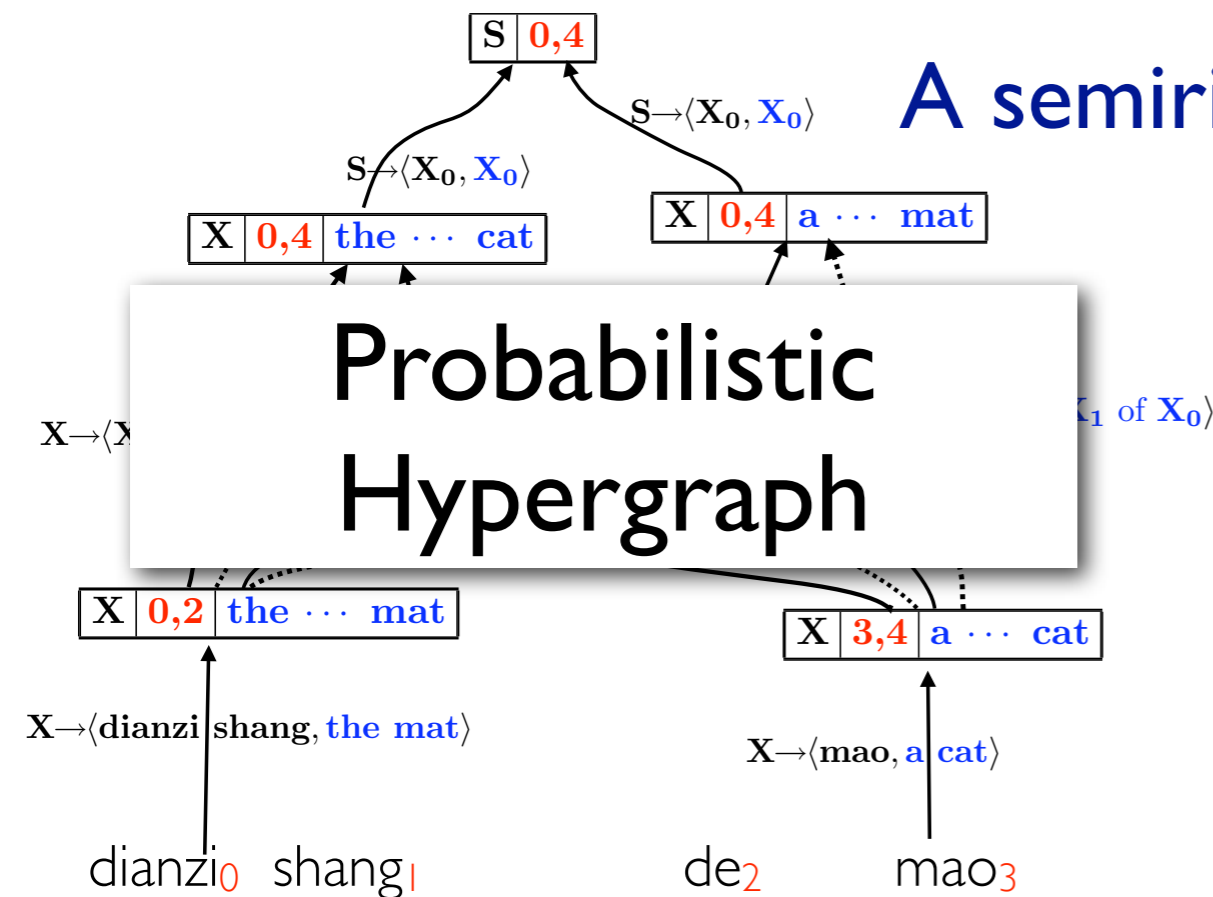 S 0,4
A semiri
S→⟨X₀, X₀⟩
S→⟨X₀, X₀⟩
X 0,4 a ··· mat
X 0,4 the ··· cat
Probabilistic
X→⟨X
X₁ of X₀⟩
Hypergraph
X 0,2 the ··· mat
X 3,4 a ··· cat
X→⟨dianzi shang, the mat⟩
X→⟨mao, a cat⟩
dianzi₀ shang₁ de₂ mao₃